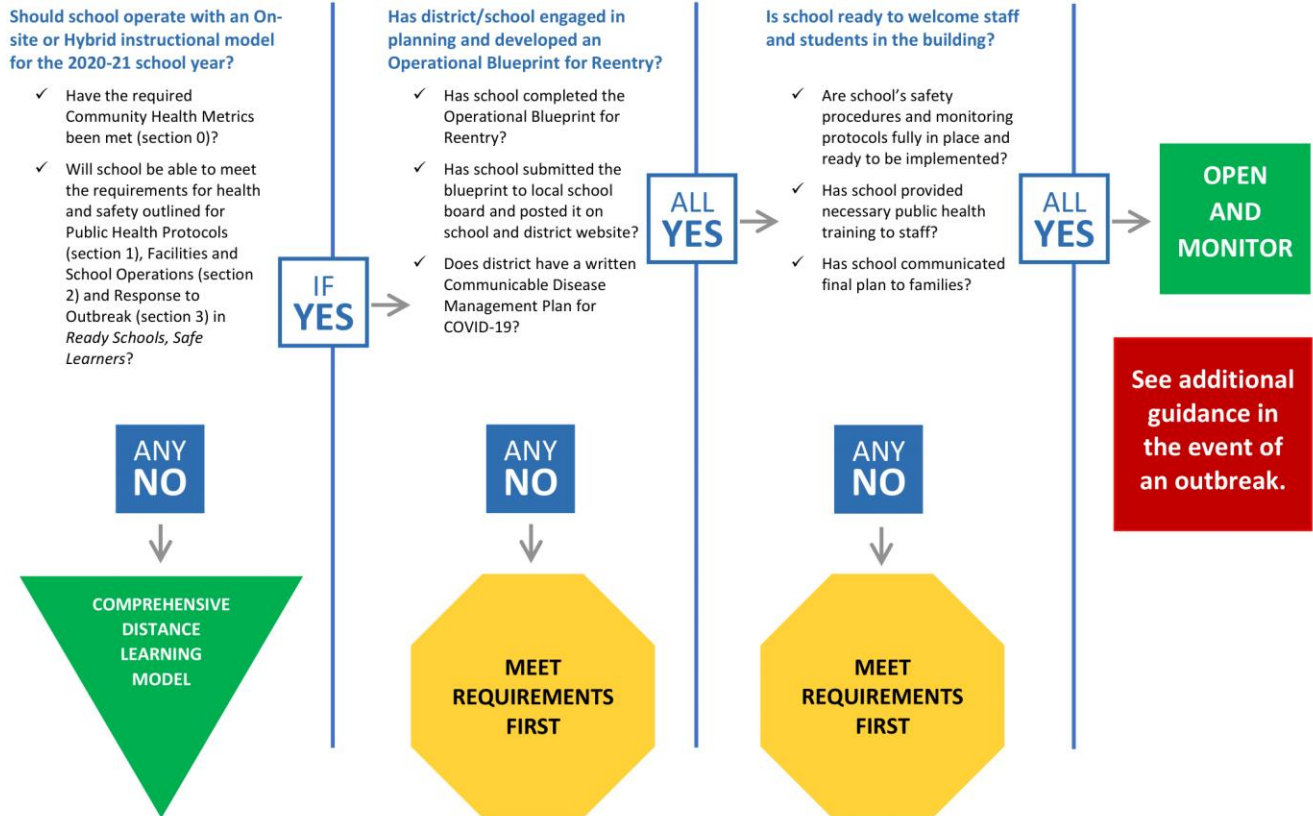 Should school operate with an On-
site or Hybrid instructional model
for the 2020-21 school year?
✓ Have the required
Community Health Metrics
been met (section 0)?
✓ Will school be able to meet
the requirements for health
and safety outlined for
Public Health Protocols
(section 1), Facilities and
School Operations (section
2) and Response to
Outbreak (section 3) in
Ready Schools, Safe
Learners?
IF
YES
ANY
NO
COMPREHENSIVE
DISTANCE
LEARNING
MODEL
Has district/school engaged in
planning and developed an
Operational Blueprint for Reentry?
✓ Has school completed the
Operational Blueprint for
Reentry?
✓ Has school submitted the
blueprint to local school
board and posted it on
school and district website?
✓ Does district have a written
Communicable Disease
Management Plan for
COVID-19?
ALL
YES
ANY
NO
MEET
REQUIREMENTS
FIRST
Is school ready to welcome staff
and students in the building?
✓ Are school's safety
procedures and monitoring
protocols fully in place and
ready to be implemented?
✓ Has school provided
necessary public health
training to staff?
✓ Has school communicated
final plan to families?
ALL
YES
ANY
NO
MEET
REQUIREMENTS
FIRST
OPEN
AND
MONITOR
See additional
guidance in
the event of
an outbreak.